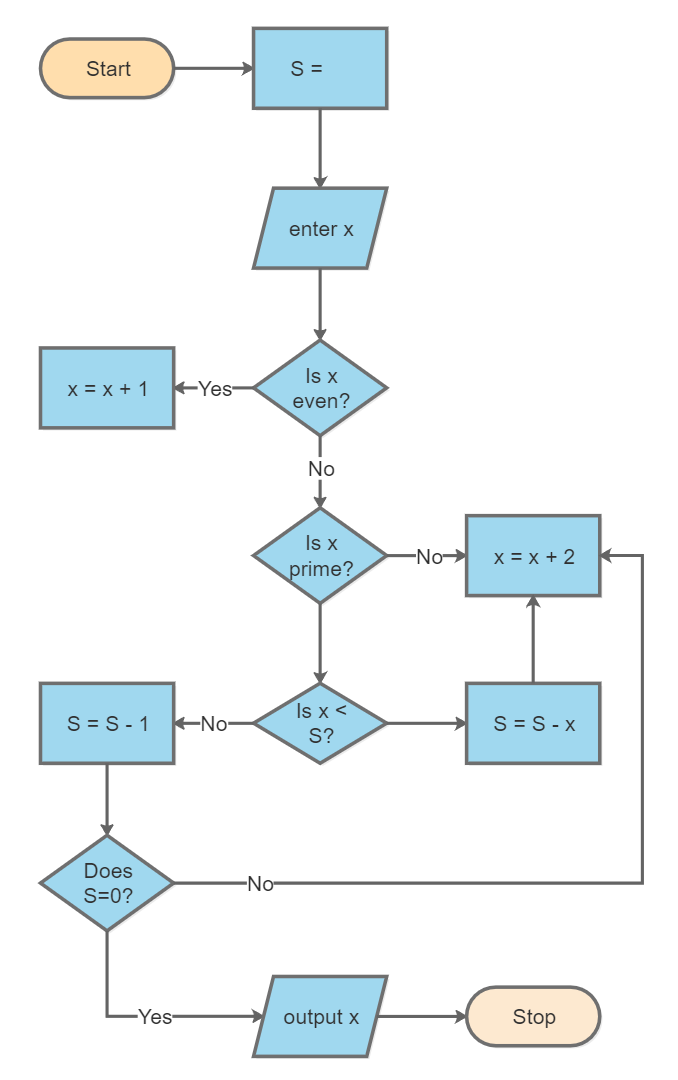 Start
S =
enter x
Is x
even?
Yes
x = x + 1
No
Is x
prime?
No
x = x + 2
Is x <
S?
No
S = S - 1
S = S - x
Does
S=0?
No
Yes
output x
Stop